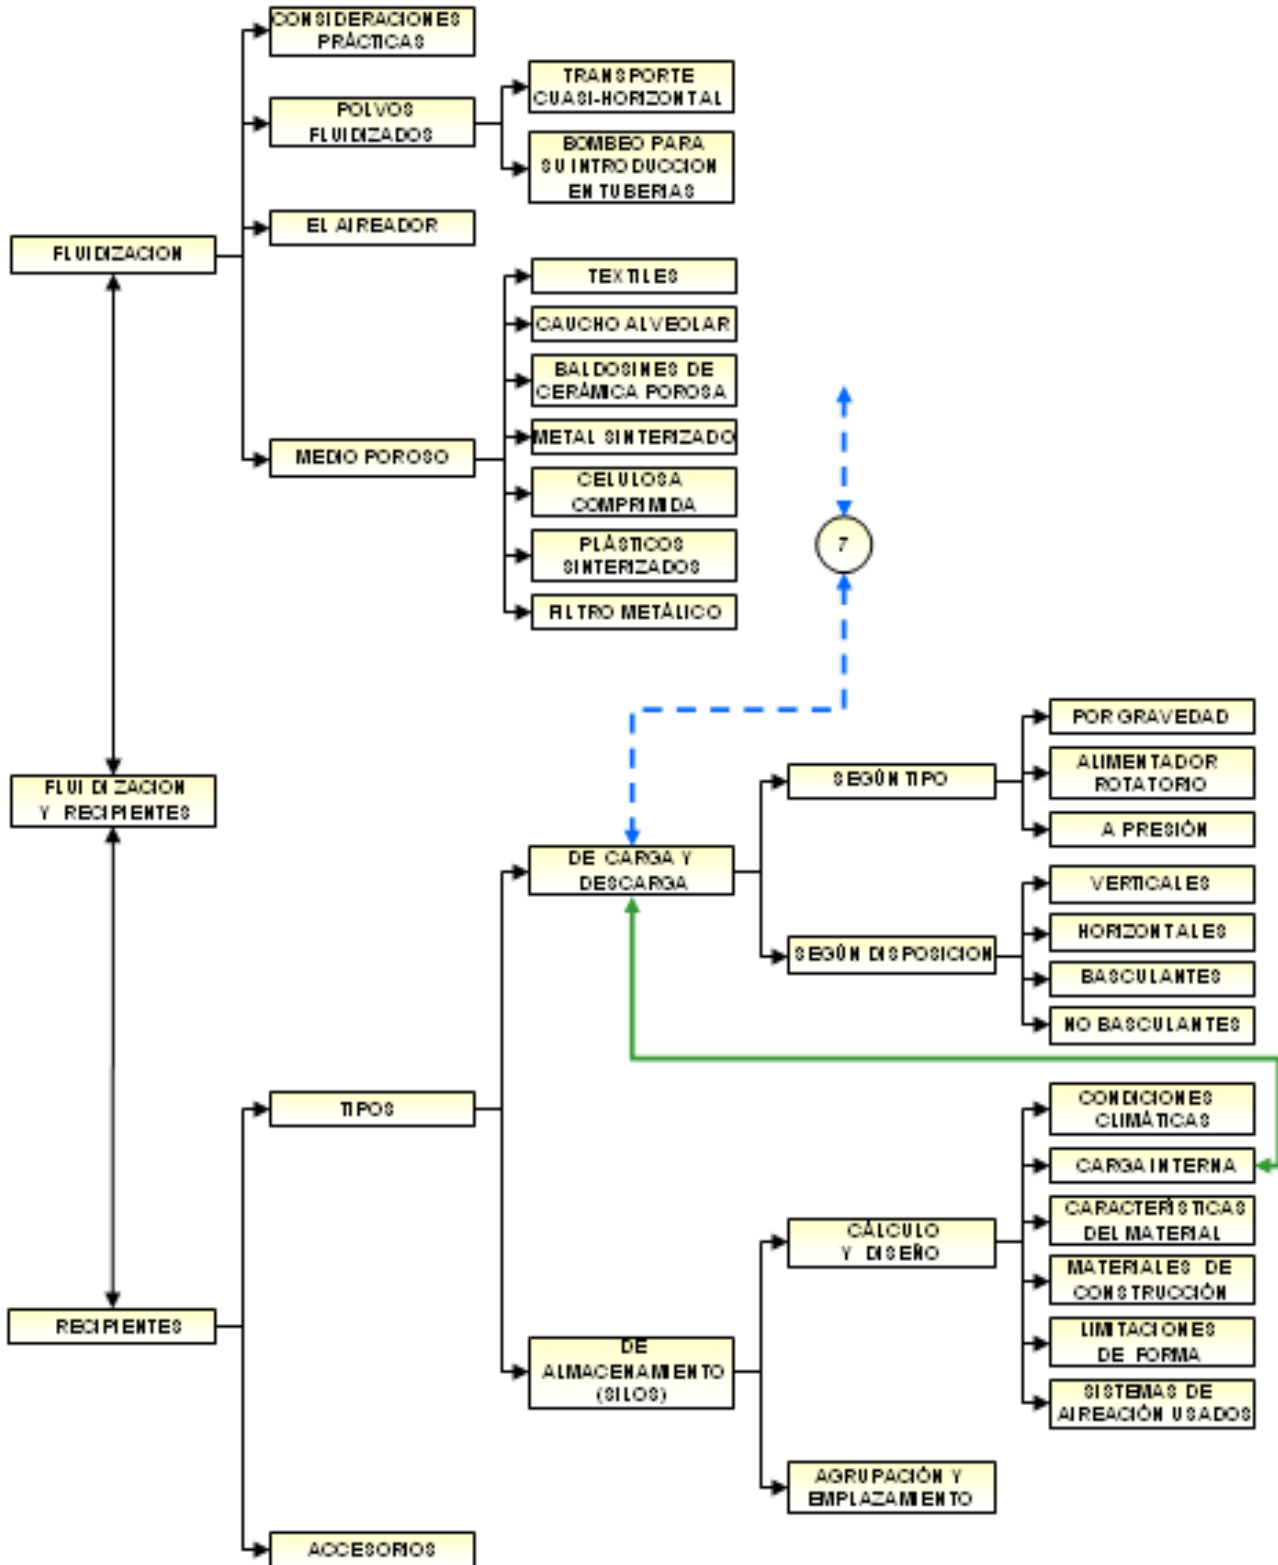 CONSIDERACIONES
PRÁCTICAS
POLVOS
FLUIDIZADOS
TRANSPORTE
CUASI-HORIZONTAL
BOMBEO PARA
SU INTRODUCCION
EN TUBERIAS
EL AIREADOR
FLUIDIZACION
TEXTILES
CAUCHO ALVEOLAR
BALDOSINES DE
CERÁMICA POROSA
METAL SINTERIZADO
MEDIO POROSO
CELULOSA
COMPRIMIDA
PLÁSTICOS
SINTERIZADOS
FILTRO METÁLICO
7
FLUIDIZACION
Y RECIPIENTES
POR GRAVEDAD
SEGÚN TIPO
ALIMENTADOR
ROTATORIO
A PRESIÓN
DE CARGA Y
DESCARGA
VERTICALES
HORIZONTALES
SEGÚN DISPOSICION
BASCULANTES
NO BASCULANTES
TIPOS
CONDICIONES
CLIMÁTICAS
CARGA INTERNA
CARACTERÍSTICAS
DEL MATERIAL
CÁLCULO
Y DISEÑO
MATERIALES DE
CONSTRUCCIÓN
RECIPIENTES
LIMITACIONES
DE FORMA
DE
ALMACENAMIENTO
(SILOS)
SISTEMAS DE
AIREACIÓN USADOS
AGRUPACIÓN Y
EMPLAZAMIENTO
ACCESORIOS